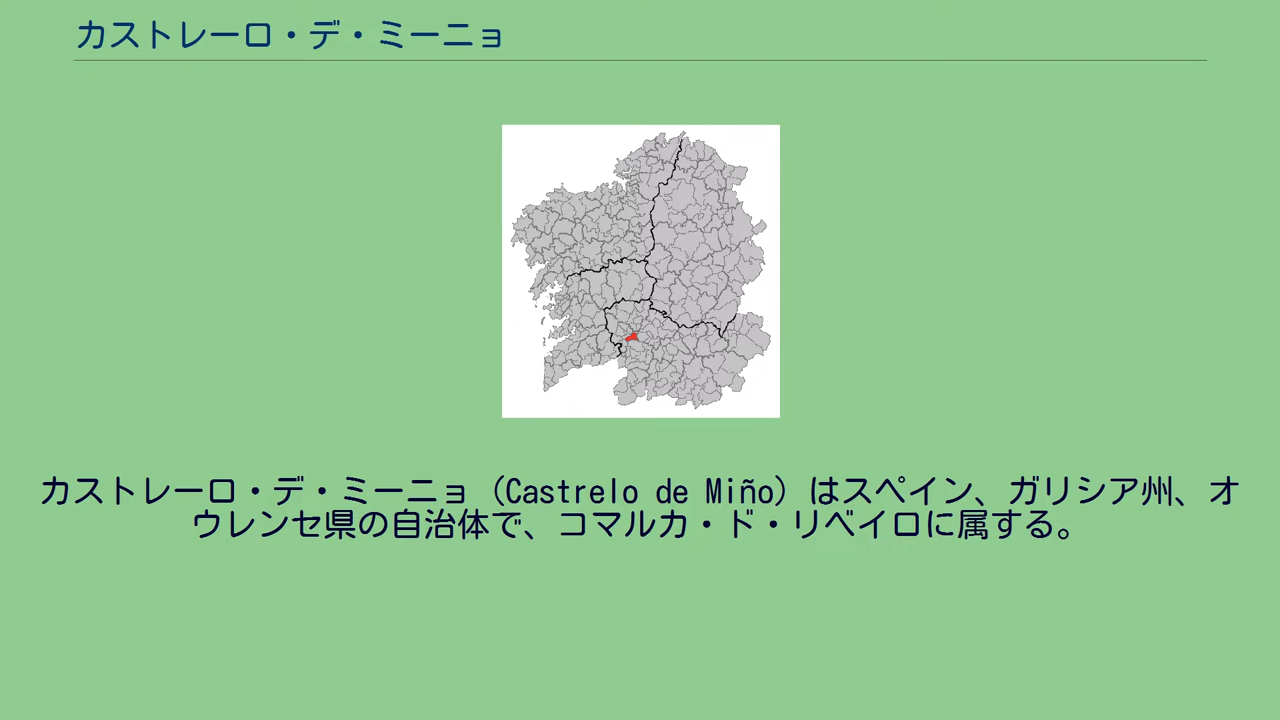 カストレーロ・デ・ミーニョ
カストレーロ・デ・ミーニョ (Castrelo de Miño) はスペイン、ガリシア州、オ
ウレンセ県の自治体で、コマルカ・ド・リベイロに属する。